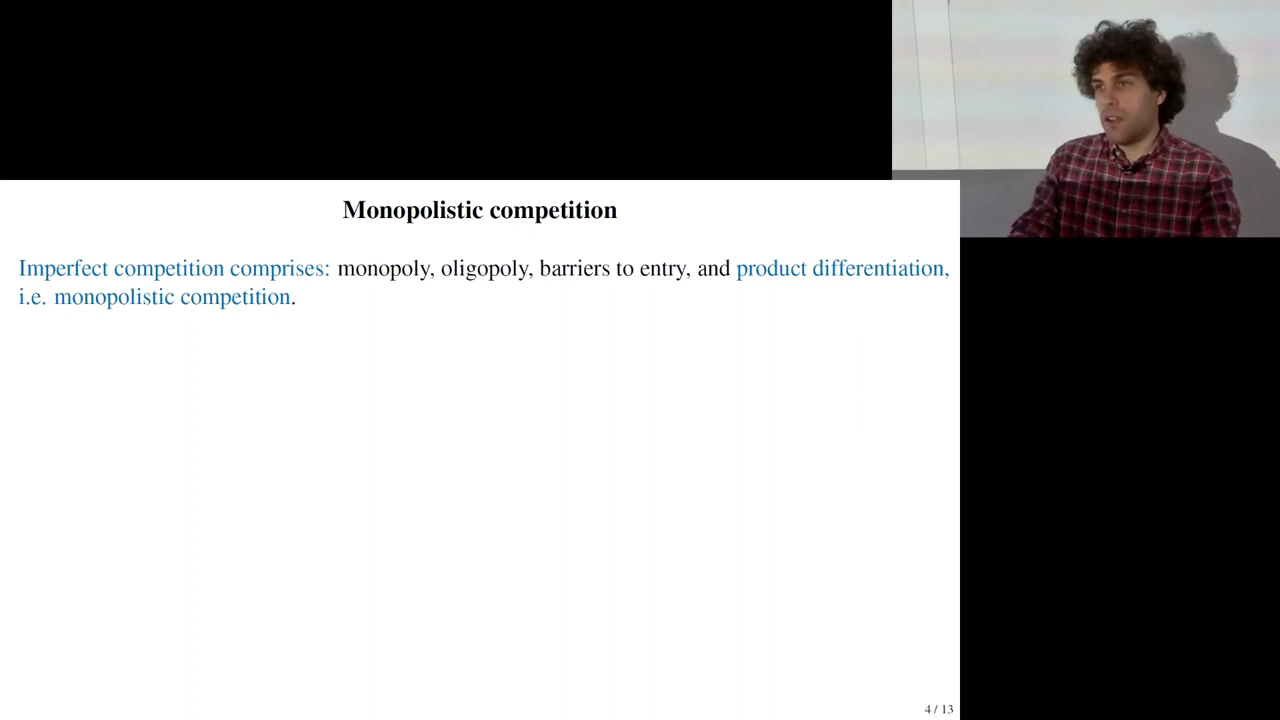 Monopolistic competition
Imperfect competition comprises: monopoly, oligopoly, barriers to entry, and product differentiation,
i.e. monopolistic competition.
4 / 13